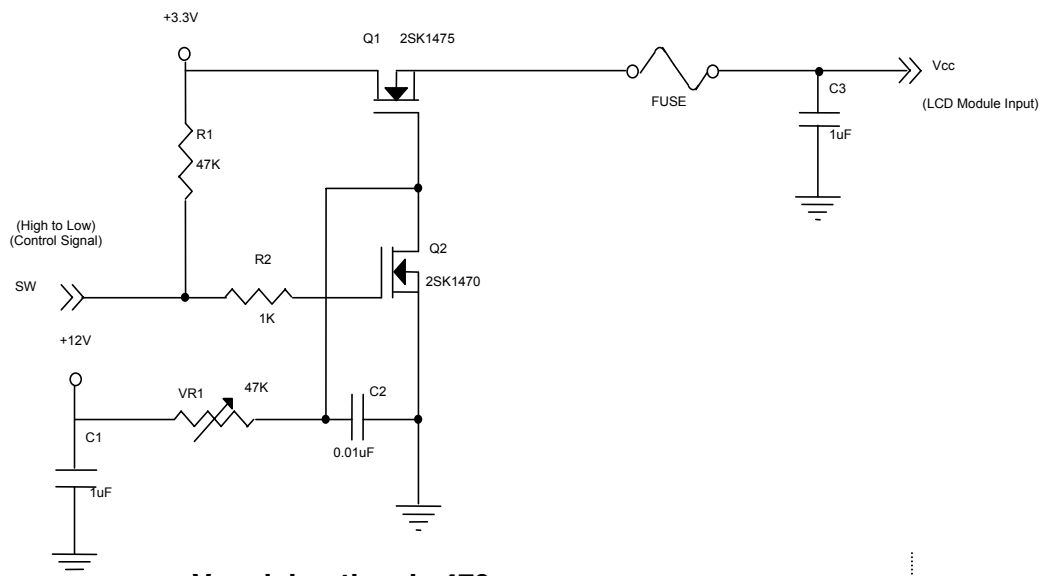 +3.3V
Q1 2SK1475
Vcc
FUSE
C3
(LCD Module Input)
R1
1uF
47K
(High to Low)
(Control Signal)
Q2
R2
SW
2SK1470
1K
+12V
VR1
47K
C2
C1
0.01uF
1uF